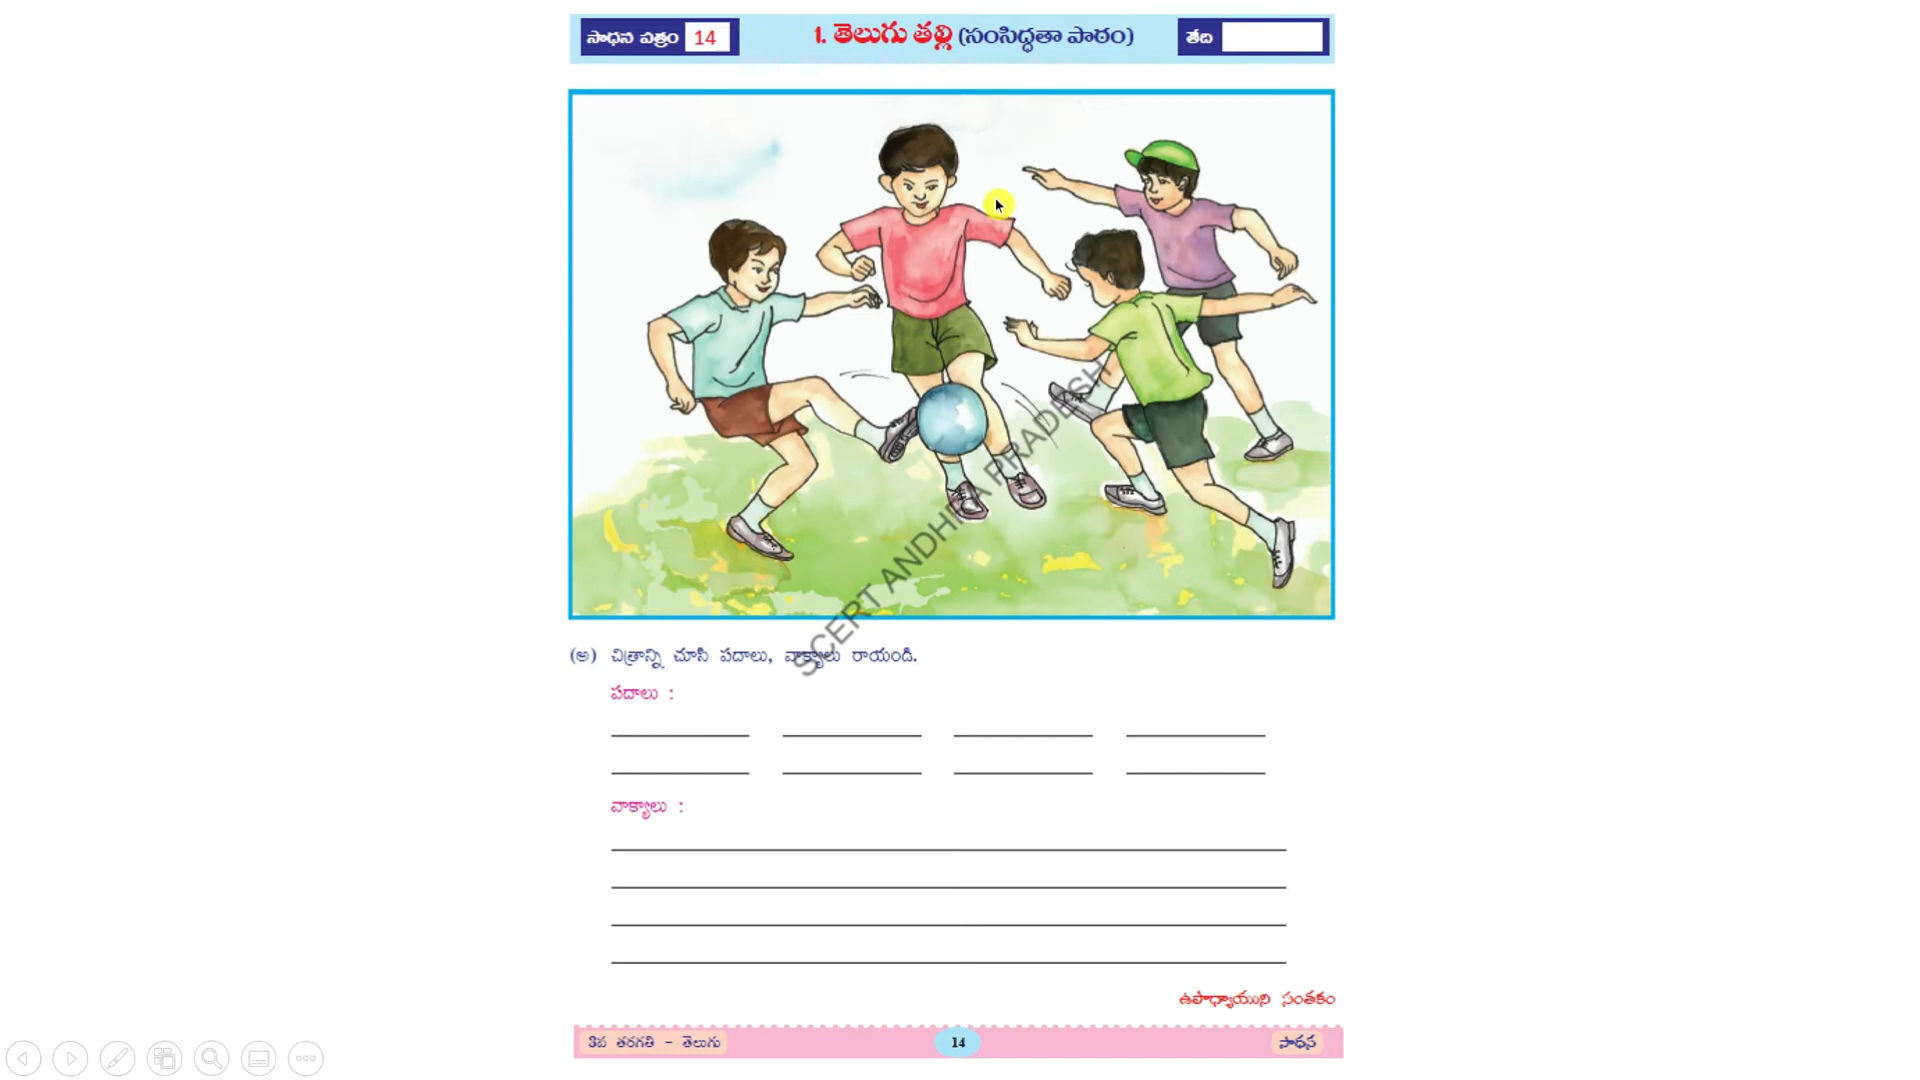 సాధన పత్రం 14
1. తెలుగు తల్లి (సంసిద్ధతా పాఠం)
తేది
SCERT ANDHRA PRADESH
(అ) చిత్రాన్ని చూసి పదాలు, వాక్యాలు రాయండి.
పదాలు :
వాక్యాలు :
ఉపాధ్యాయుని సంతకం
3వ తరగతి - తెలుగు
14
సాధన